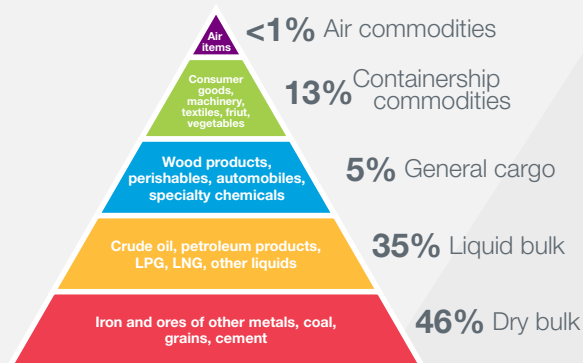 Air
items
<1% Air commodities
Consumer
goods,
machinery,
textiles, friut,
vegetables
13% Containership
commodities
Wood products,
perishables, automobiles,
specialty chemicals
5% General cargo
Crude oil, petroleum products,
LPG, LNG, other liquids
35% Liquid bulk
Iron and ores of other metals, coal,
grains, cement
46% Dry bulk